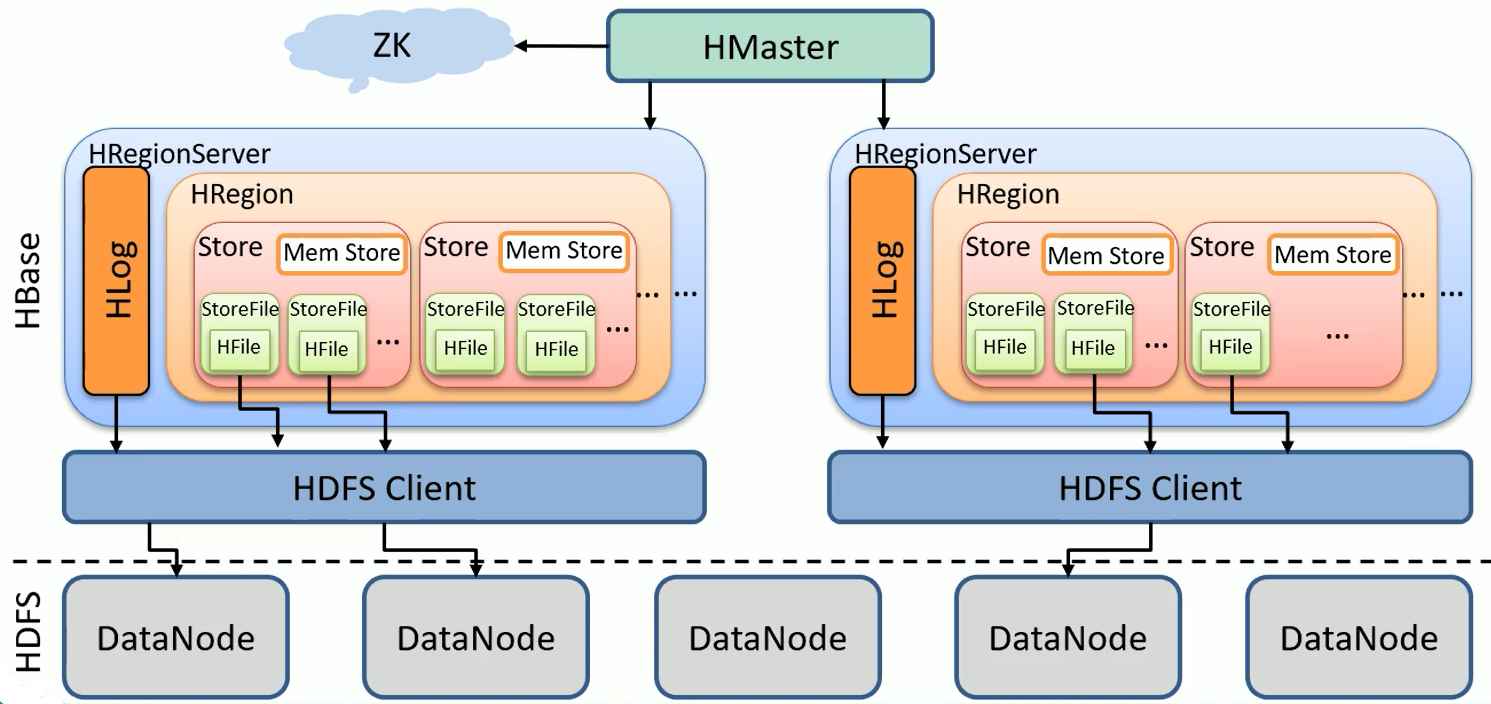 ZK
HMaster
HBase
HRegionServer
HLog
HRegion
Store
Mem Store
StoreFile
HFile
StoreFile
HFile
...
Store
Mem Store
StoreFile
HFile
StoreFile
HFile
...
...
...
HRegionServer
HLog
HRegion
Store
Mem Store
StoreFile
HFile
StoreFile
HFile
...
Store
Mem Store
StoreFile
HFile
...
...
...
HDFS Client
HDFS Client
HDFS
DataNode
DataNode
DataNode
DataNode
DataNode